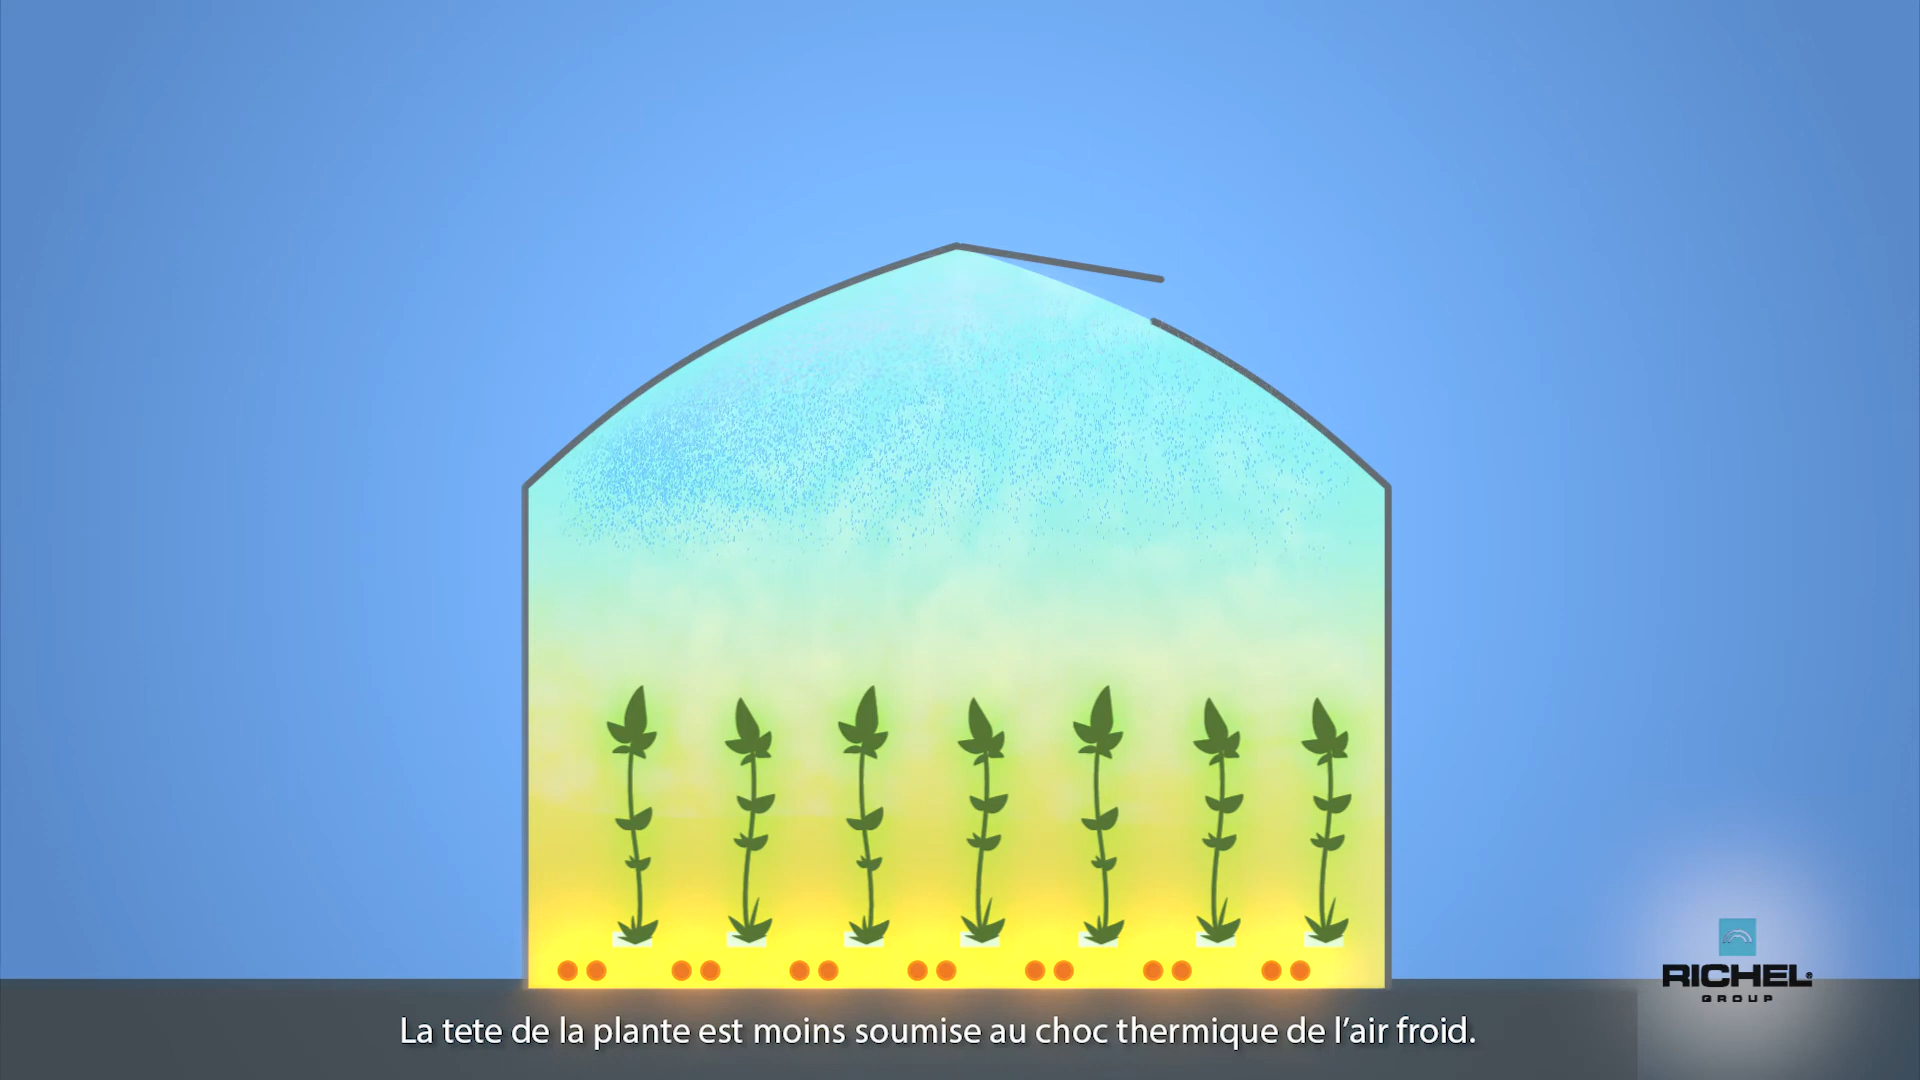 RICHEL
GROUP
La tete de la plante est moins soumise au choc thermique de l’air froid.